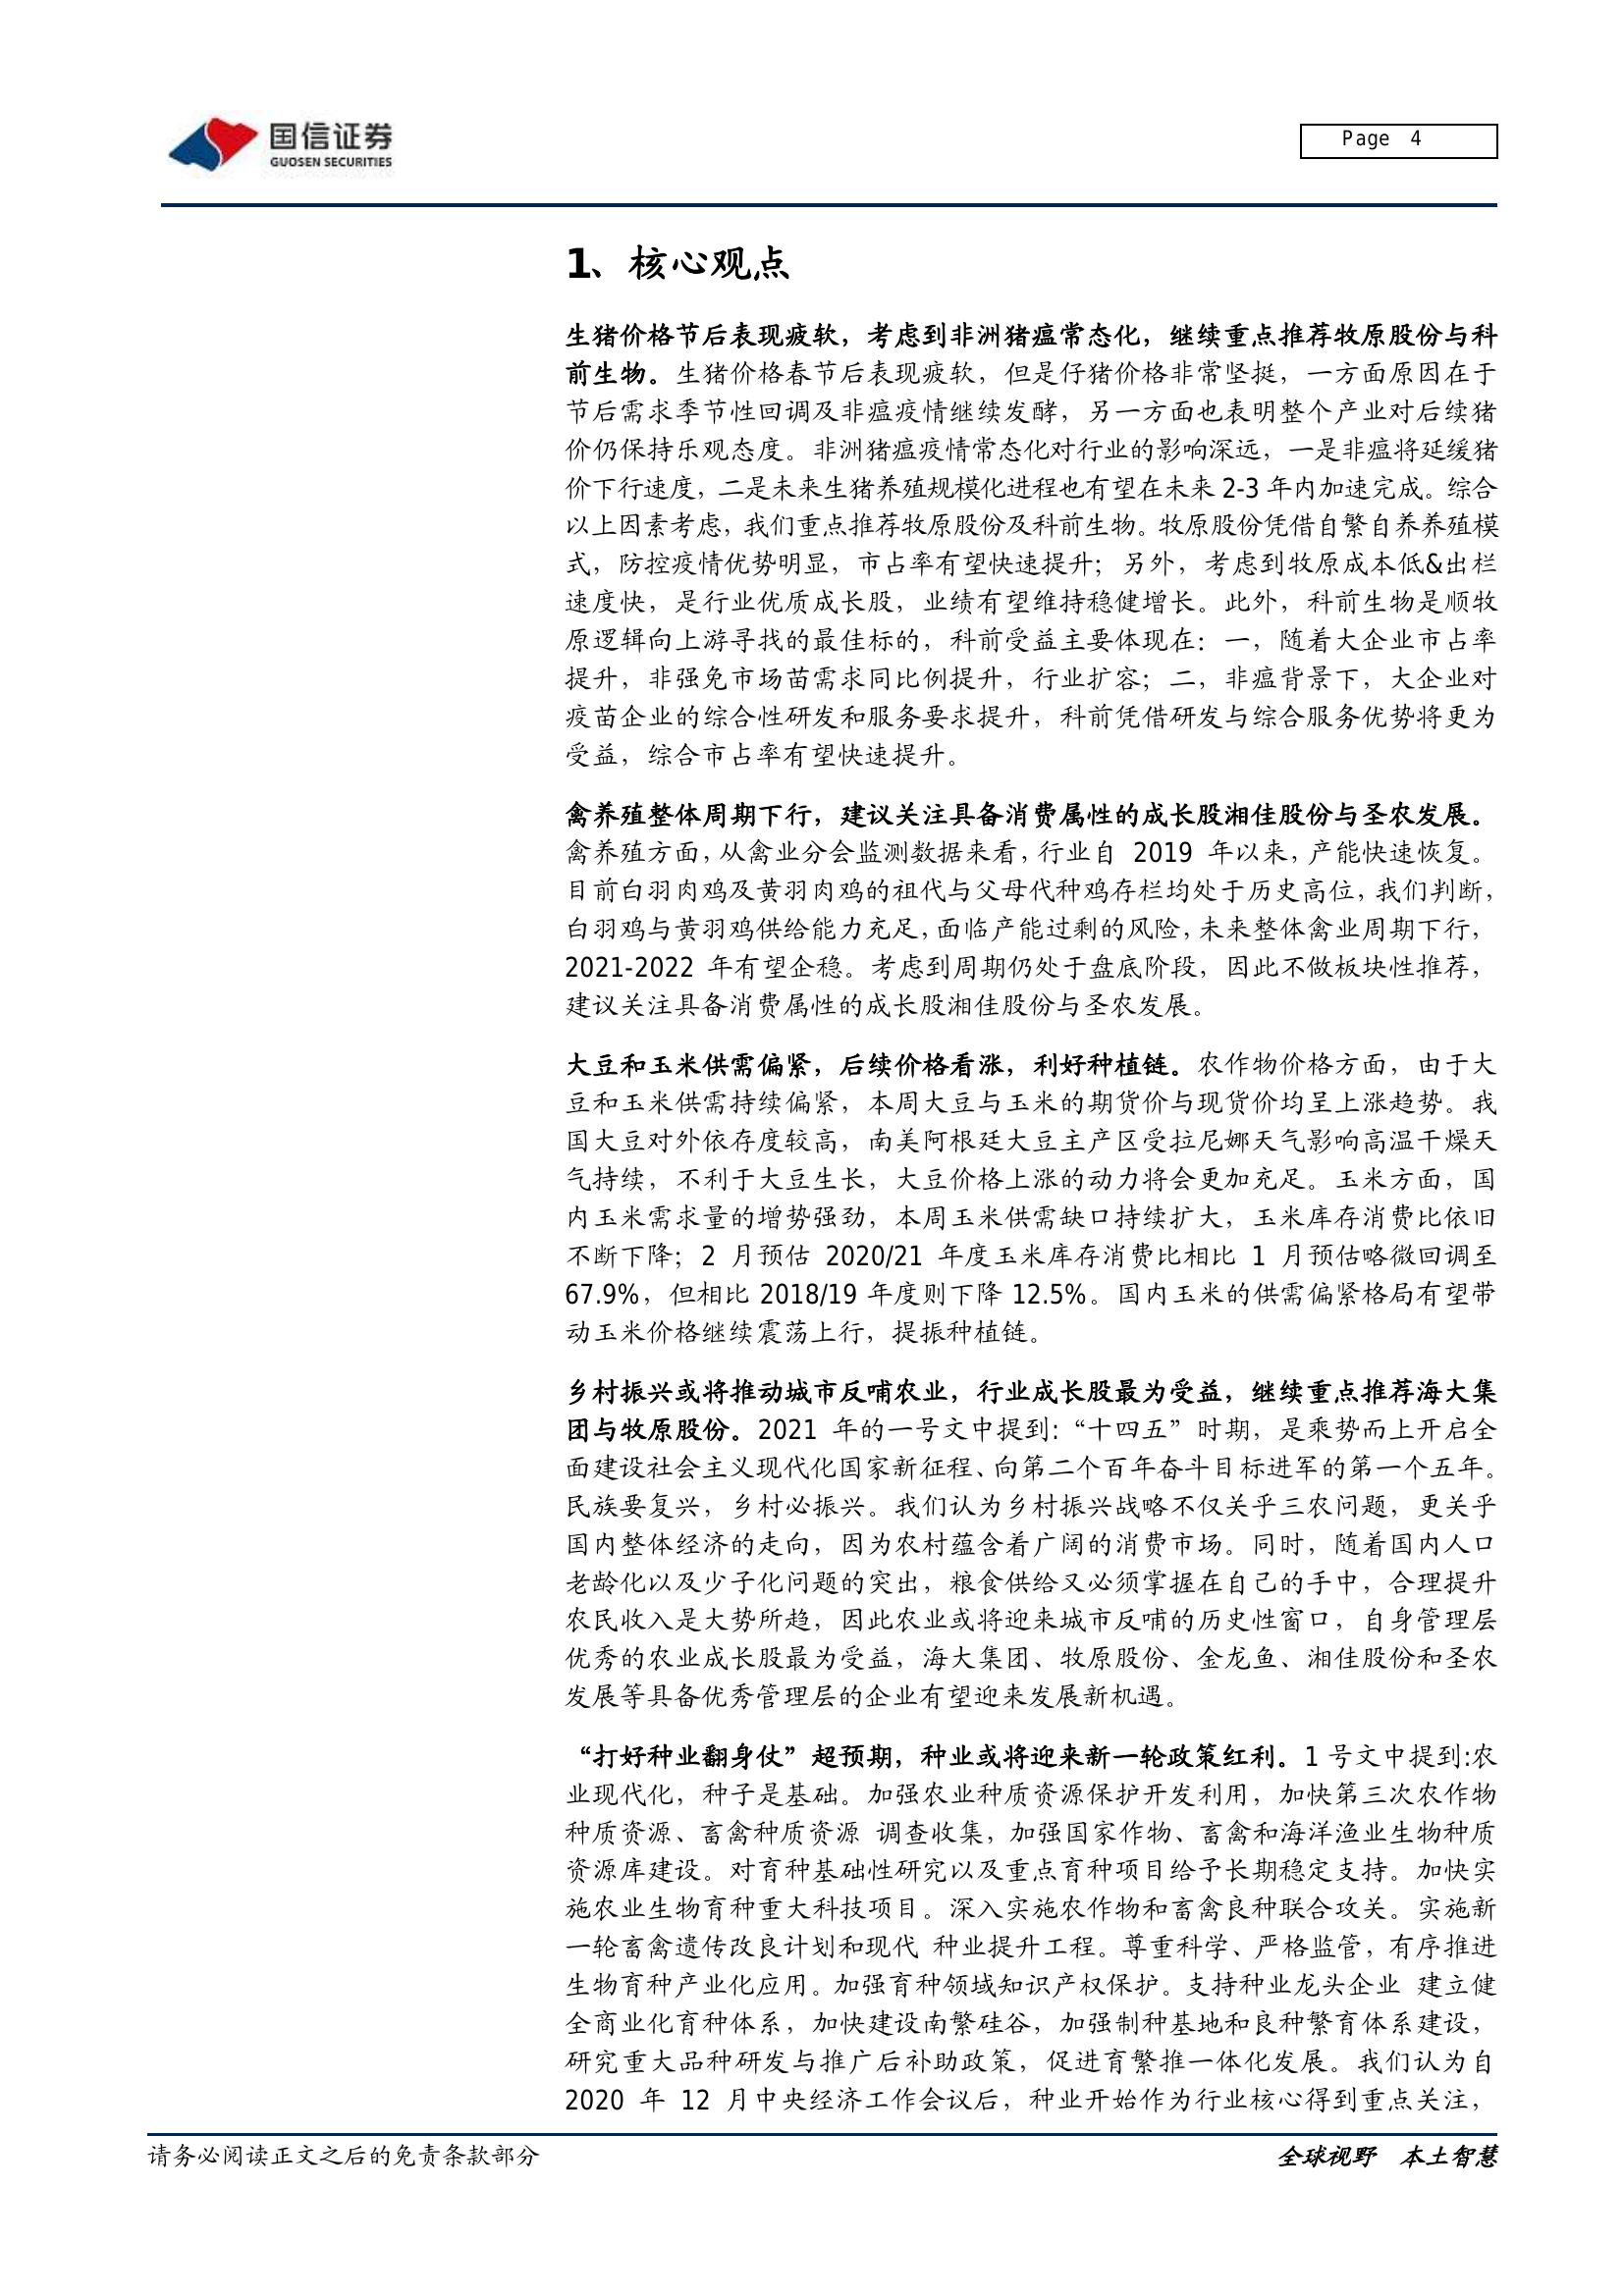 国信证券
GUOSEN SECURITIES
Page 4
1、核心观点
生猪价格节后表现疲软，考虑到非洲猪瘟常态化，继续重点推荐牧原股份与科
前生物。生猪价格春节后表现疲软，但是仔猪价格非常坚挺，一方面原因在于
节后需求季节性回调及非瘟疫情继续发酵，另一方面也表明整个产业对后续猪
价仍保持乐观态度。非洲猪瘟疫情常态化对行业的影响深远，一是非瘟将延缓猪
价下行速度，二是未来生猪养殖规模化进程也有望在未来 2-3 年内加速完成。综合
以上因素考虑，我们重点推荐牧原股份及科前生物。牧原股份凭借自繁自养养殖模
式，防控疫情优势明显，市占率有望快速提升；另外，考虑到牧原成本低&出栏
速度快，是行业优质成长股，业绩有望维持稳健增长。此外，科前生物是顺牧
原逻辑向上游寻找的最佳标的，科前受益主要体现在：一，随着大企业市占率
提升，非强免市场苗需求同比例提升，行业扩容；二，非瘟背景下，大企业对
疫苗企业的综合性研发和服务要求提升，科前凭借研发与综合服务优势将更为
受益，综合市占率有望快速提升。
禽养殖整体周期下行，建议关注具备消费属性的成长股湘佳股份与圣农发展。
禽养殖方面，从禽业分会监测数据来看，行业自 2019 年以来，产能快速恢复。
目前白羽肉鸡及黄羽肉鸡的祖代与父母代种鸡存栏均处于历史高位，我们判断，
白羽鸡与黄羽鸡供给能力充足，面临产能过剩的风险，未来整体禽业周期下行，
2021-2022 年有望企稳。考虑到周期仍处于盘底阶段，因此不做板块性推荐，
建议关注具备消费属性的成长股湘佳股份与圣农发展。
大豆和玉米供需偏紧，后续价格看涨，利好种植链。农作物价格方面，由于大
豆和玉米供需持续偏紧，本周大豆与玉米的期货价与现货价均呈上涨趋势。我
国大豆对外依存度较高，南美阿根廷大豆主产区受拉尼娜天气影响高温干燥天
气持续，不利于大豆生长，大豆价格上涨的动力将会更加充足。玉米方面，国
内玉米需求量的增势强劲，本周玉米供需缺口持续扩大，玉米库存消费比依旧
不断下降；2 月预估 2020/21 年度玉米库存消费比相比 1 月预估略微回调至
67.9%，但相比 2018/19 年度则下降 12.5%。国内玉米的供需偏紧格局有望带
动玉米价格继续震荡上行，提振种植链。
乡村振兴或将推动城市反哺农业，行业成长股最为受益，继续重点推荐海大集
团与牧原股份。2021 年的一号文中提到:“十四五”时期，是乘势而上开启全
面建设社会主义现代化国家新征程、向第二个百年奋斗目标进军的第一个五年。
民族要复兴，乡村必振兴。我们认为乡村振兴战略不仅关乎三农问题，更关乎
国内整体经济的走向，因为农村蕴含着广阔的消费市场。同时，随着国内人口
老龄化以及少子化问题的突出，粮食供给又必须掌握在自己的手中，合理提升
农民收入是大势所趋，因此农业或将迎来城市反哺的历史性窗口，自身管理层
优秀的农业成长股最为受益，海大集团、牧原股份、金龙鱼、湘佳股份和圣农
发展等具备优秀管理层的企业有望迎来发展新机遇。
“打好种业翻身仗”超预期，种业或将迎来新一轮政策红利。1 号文中提到:农
业现代化，种子是基础。加强农业种质资源保护开发利用，加快第三次农作物
种质资源、畜禽种质资源 调查收集，加强国家作物、畜禽和海洋渔业生物种质
资源库建设。对育种基础性研究以及重点育种项目给予长期稳定支持。加快实
施农业生物育种重大科技项目。深入实施农作物和畜禽良种联合攻关。实施新
一轮畜禽遗传改良计划和现代 种业提升工程。尊重科学、严格监管，有序推进
生物育种产业化应用。加强育种领域知识产权保护。支持种业龙头企业 建立健
全商业化育种体系，加快建设南繁硅谷，加强制种基地和良种繁育体系建设，
研究重大品种研发与推广后补助政策，促进育繁推一体化发展。我们认为自
2020 年 12 月中央经济工作会议后，种业开始作为行业核心得到重点关注，
请务必阅读正文之后的免责条款部分
全球视野 本土智慧